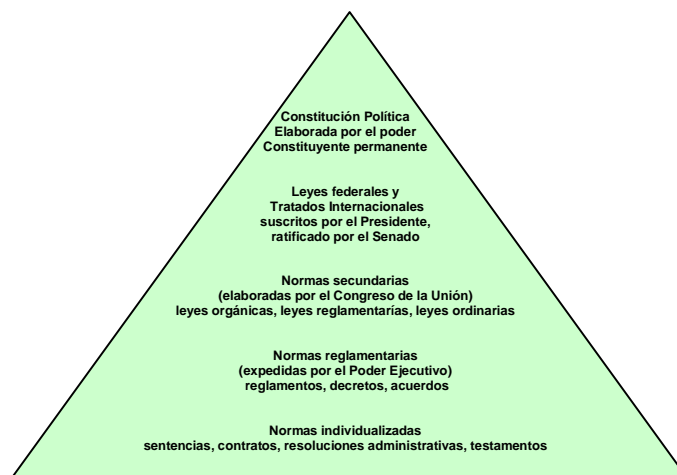 Constitución Política
Elaborada por el poder
Constituyente permanente
Leyes federales y
Tratados Internacionales
suscritos por el Presidente,
ratificado por el Senado
Normas secundarias
(elaboradas por el Congreso de la Unión)
leyes orgánicas, leyes reglamentarías, leyes ordinarias
Normas reglamentarias
(expedidas por el Poder Ejecutivo)
reglamentos, decretos, acuerdos
Normas individualizadas
sentencias, contratos, resoluciones administrativas, testamentos